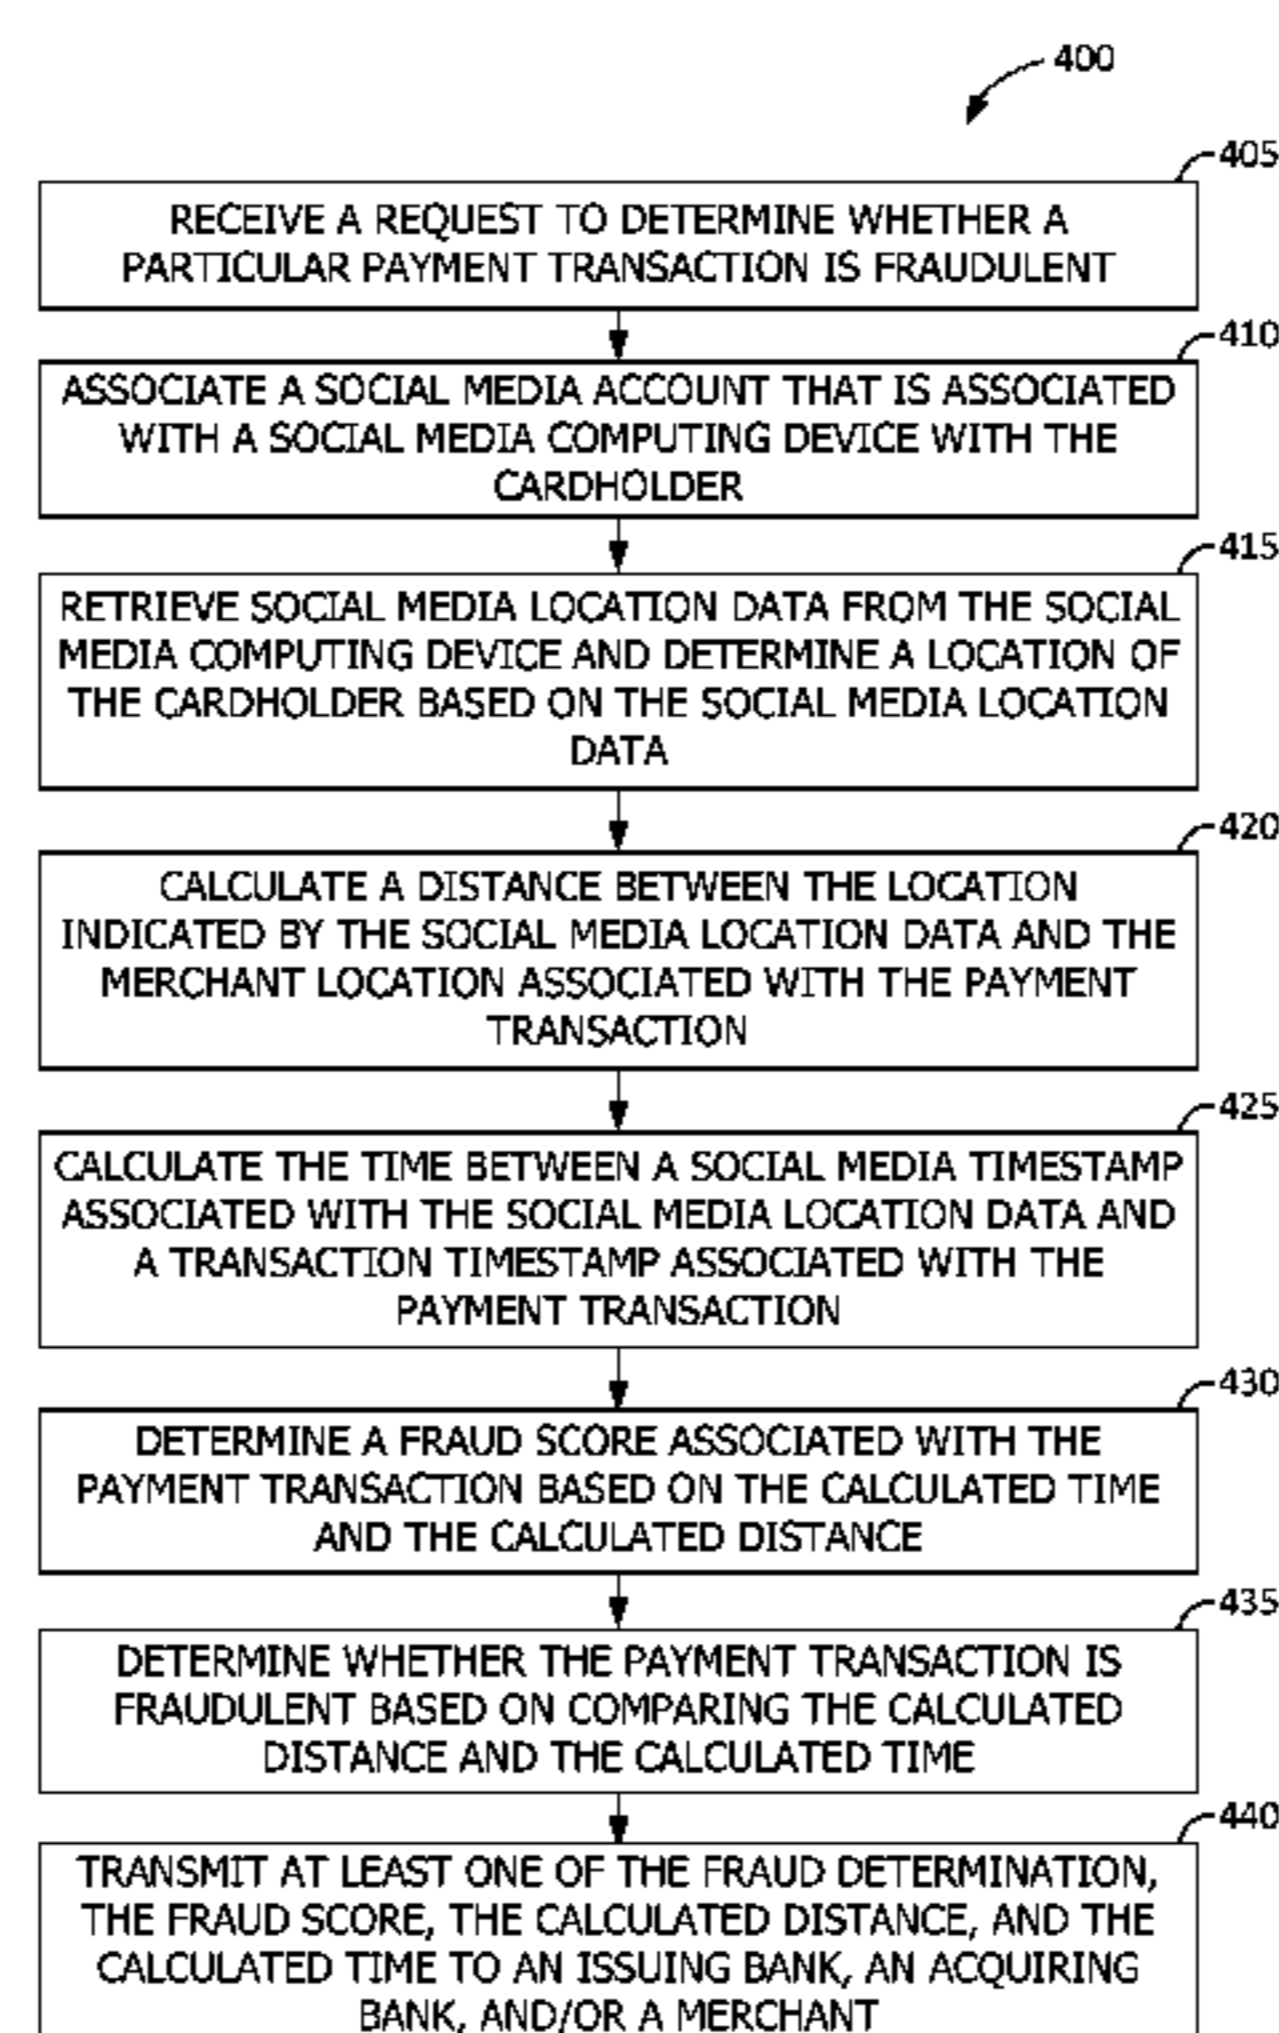 400
405
RECEIVE A REQUEST TO DETERMINE WHETHER A
PARTICULAR PAYMENT TRANSACTION IS FRAUDULENT
410
ASSOCIATE A SOCIAL MEDIA ACCOUNT THAT IS ASSOCIATED
WITH A SOCIAL MEDIA COMPUTING DEVICE WITH THE
CARDHOLDER
415
RETRIEVE SOCIAL MEDIA LOCATION DATA FROM THE SOCIAL
MEDIA COMPUTING DEVICE AND DETERMINE A LOCATION OF
THE CARDHOLDER BASED ON THE SOCIAL MEDIA LOCATION
DATA
420
CALCULATE A DISTANCE BETWEEN THE LOCATION
INDICATED BY THE SOCIAL MEDIA LOCATION DATA AND THE
MERCHANT LOCATION ASSOCIATED WITH THE PAYMENT
TRANSACTION
425
CALCULATE THE TIME BETWEEN A SOCIAL MEDIA TIMESTAMP
ASSOCIATED WITH THE SOCIAL MEDIA LOCATION DATA AND
A TRANSACTION TIMESTAMP ASSOCIATED WITH THE
PAYMENT TRANSACTION
430
DETERMINE A FRAUD SCORE ASSOCIATED WITH THE
PAYMENT TRANSACTION BASED ON THE CALCULATED TIME
AND THE CALCULATED DISTANCE
435
DETERMINE WHETHER THE PAYMENT TRANSACTION IS
FRAUDULENT BASED ON COMPARING THE CALCULATED
DISTANCE AND THE CALCULATED TIME
440
TRANSMIT AT LEAST ONE OF THE FRAUD DETERMINATION,
THE FRAUD SCORE, THE CALCULATED DISTANCE, AND THE
CALCULATED TIME TO AN ISSUING BANK, AN ACQUIRING
BANK, AND/OR A MERCHANT